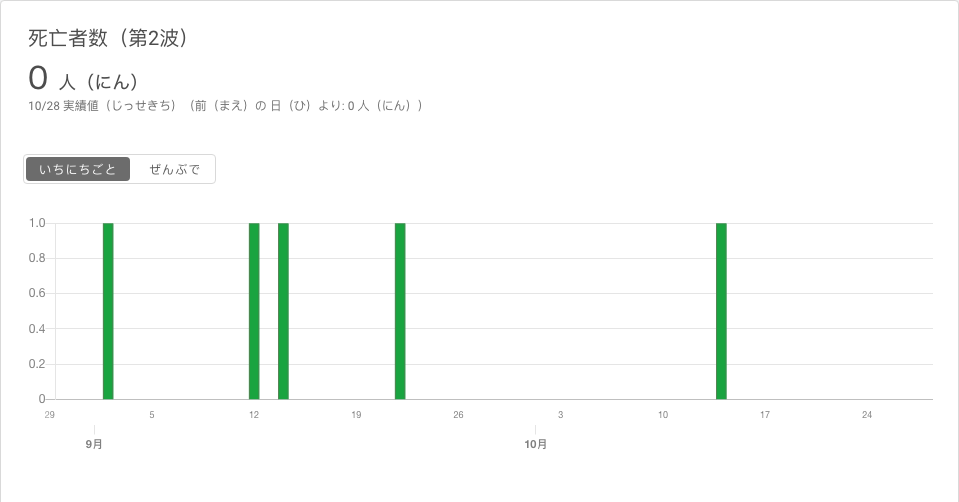 死亡者数（第2波）
0 人（にん）
10/28 実績値（じっせきち）（前（まえ）の 日（ひ）より: 0 人（にん））
いちにちごと ぜんぶで
1.0
0.8
0.6
0.4
0.2
0
29 5 12 19 26 3 10 17 24
9月 10月